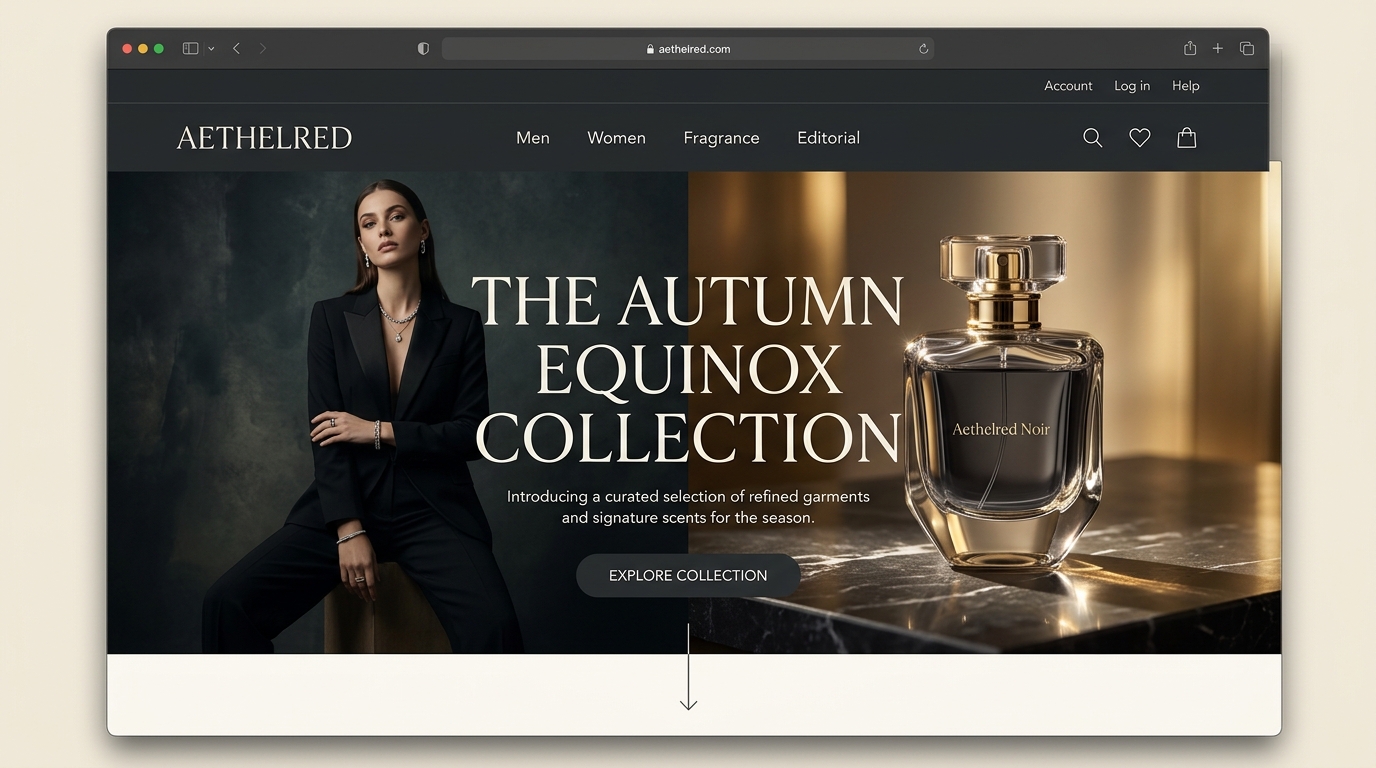 aethelred.com
Account Log in Help
AETHELRED
Men Women Fragrance Editorial
THE AUTUMN
EQUINOX
COLLECTION
Introducing a curated selection of refined garments
and signature scents for the season.
EXPLORE COLLECTION
Aethelred Noir